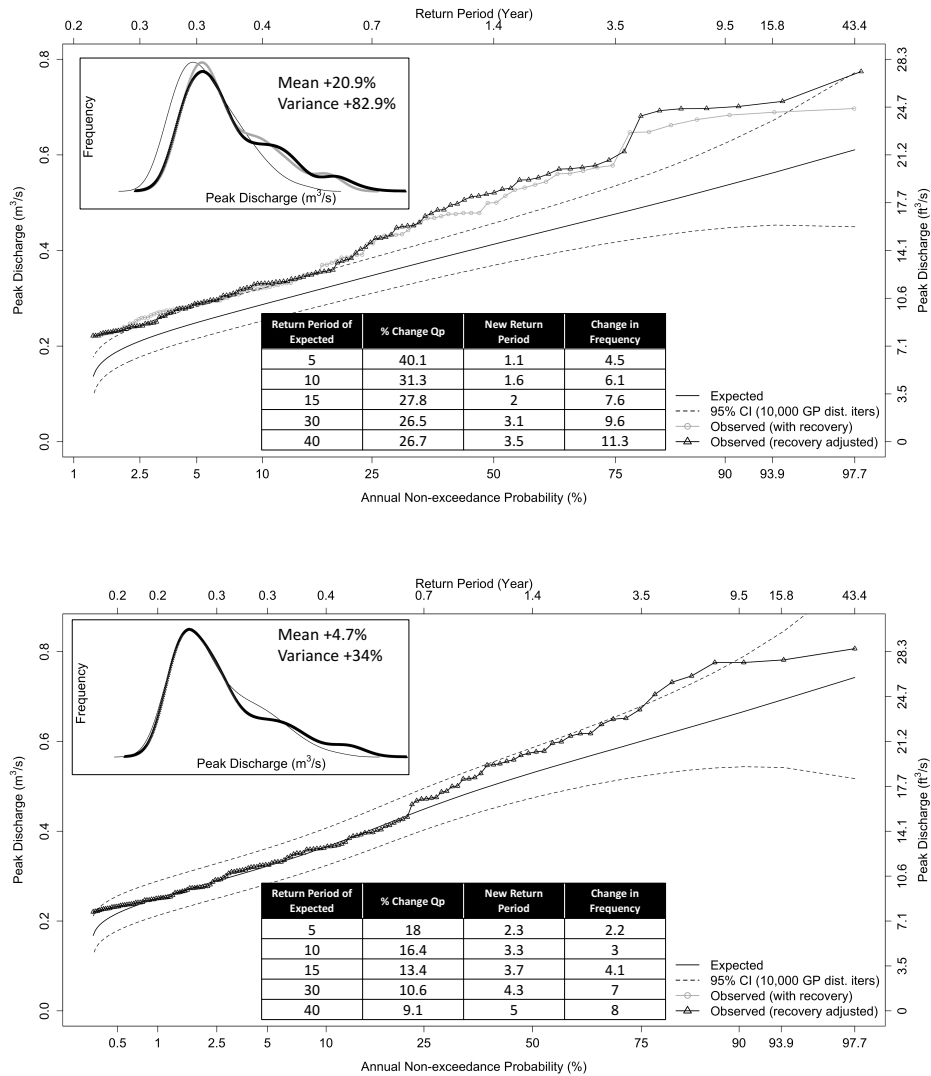 Return Period (Year)
0.2 0.3 0.3 0.4 0.7 1.4 3.5 9.5 15.8 43.4
Mean +20.9%
Variance +82.9%
Frequency
Peak Discharge (m³/s)
Peak Discharge (m³/s)
0.8
0.6
0.4
0.2
0.0
28.3
24.7
21.2
17.7
14.1
10.6
7.1
3.5
0
Peak Discharge (ft³/s)
Return Period of Expected % Change Qp New Return Period Change in Frequency
5 40.1 1.1 4.5
10 31.3 1.6 6.1
15 27.8 2 7.6
30 26.5 3.1 9.6
40 26.7 3.5 11.3
Expected
95% CI (10,000 GP dist. iters)
Observed (with recovery)
Observed (recovery adjusted)
1 2.5 5 10 25 50 75 90 93.9 97.7
Annual Non-exceedance Probability (%)
Return Period (Year)
0.2 0.2 0.3 0.3 0.4 0.7 1.4 3.5 9.5 15.8 43.4
Mean +4.7%
Variance +34%
Frequency
Peak Discharge (m³/s)
Peak Discharge (m³/s)
0.8
0.6
0.4
0.2
0.0
28.3
24.7
21.2
17.7
14.1
10.6
7.1
3.5
0
Peak Discharge (ft³/s)
Return Period of Expected % Change Qp New Return Period Change in Frequency
5 18 2.3 2.2
10 16.4 3.3 3
15 13.4 3.7 4.1
30 10.6 4.3 7
40 9.1 5 8
Expected
95% CI (10,000 GP dist. iters)
Observed (with recovery)
Observed (recovery adjusted)
0.5 1 2.5 5 10 25 50 75 90 93.9 97.7
Annual Non-exceedance Probability (%)